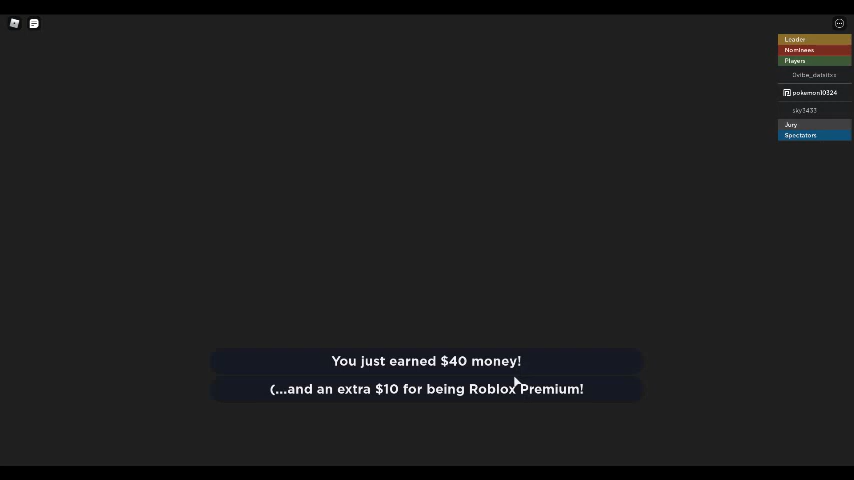 Leader
Nominees
Players
pokemon10324
sky3433
Jury
Spectators
You just earned $40 money!
(...and an extra $10 for being Roblox Premium!